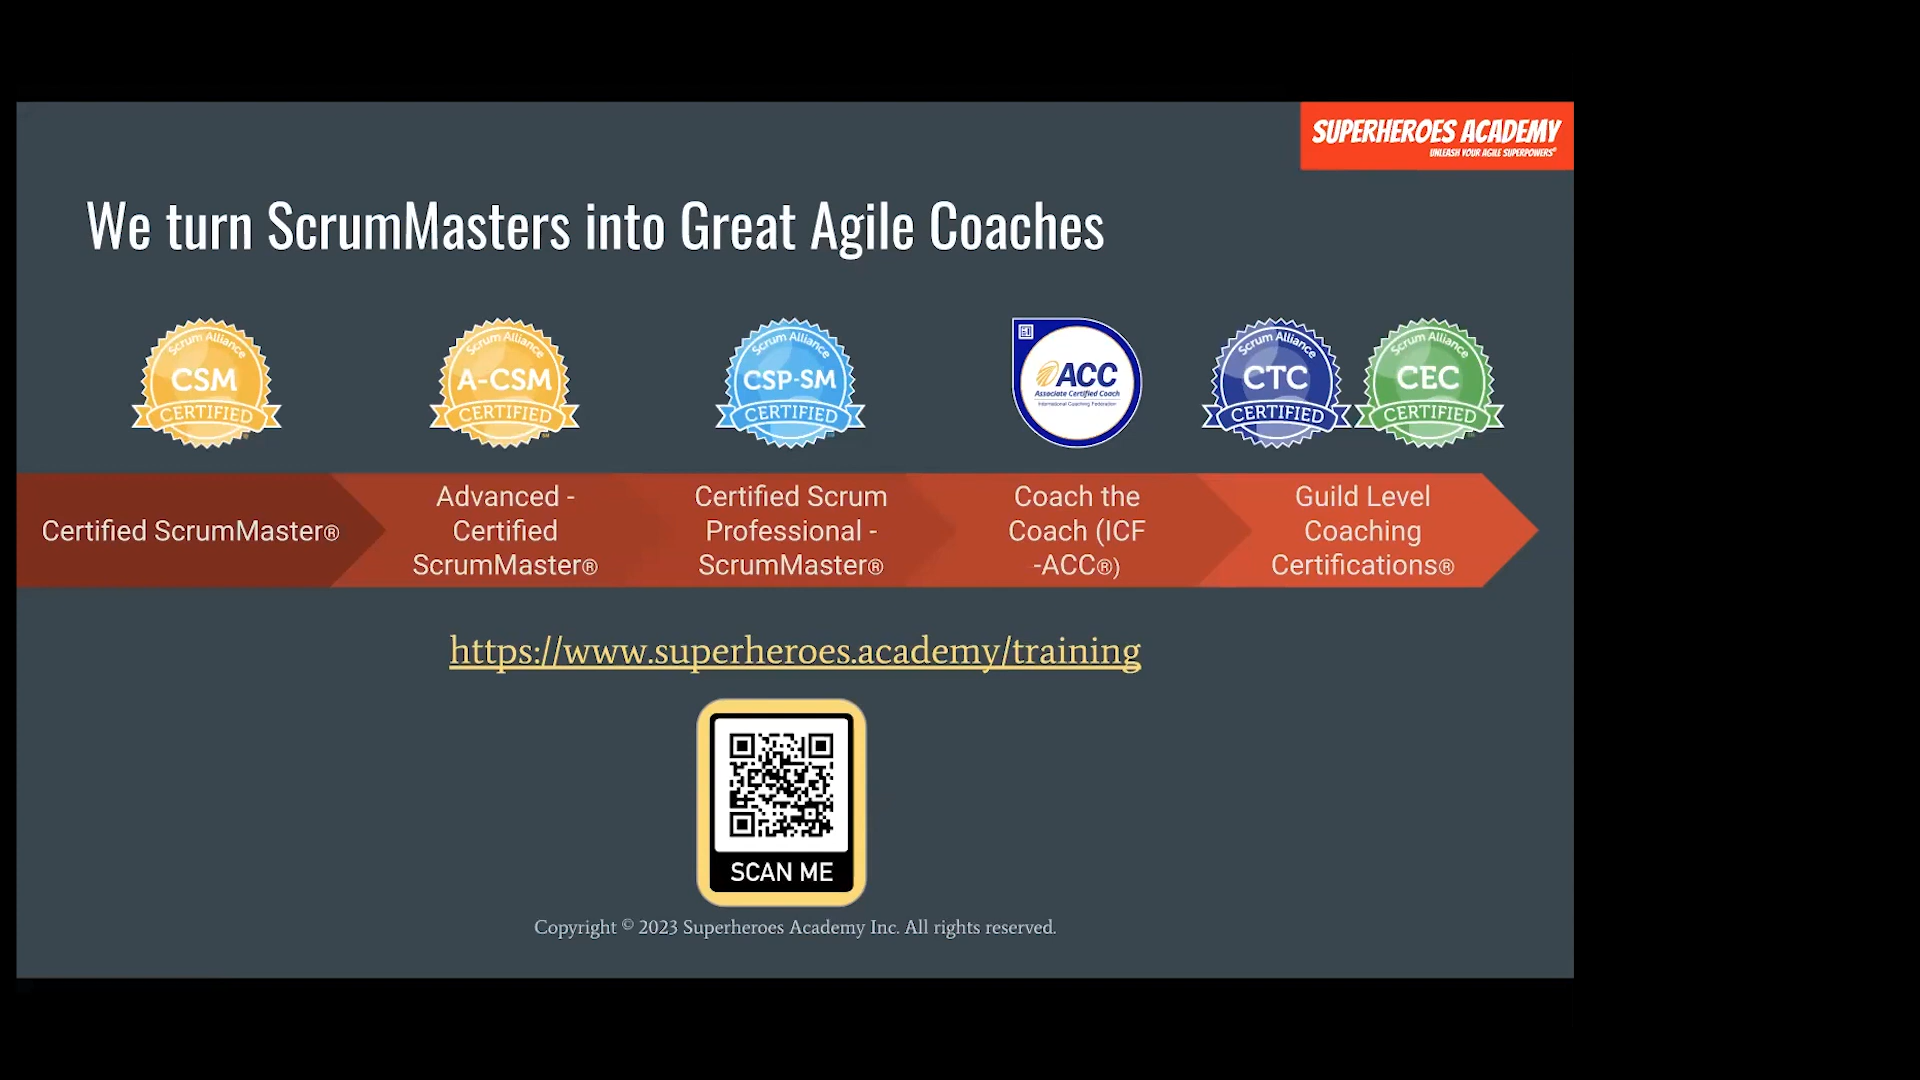 SUPERHEROES ACADEMY
UNLEASH YOUR AGILE SUPERPOWERS®
We turn ScrumMasters into Great Agile Coaches
Scrum Alliance
CSM
CERTIFIED
Scrum Alliance
A-CSM
CERTIFIED
Scrum Alliance
CSP-SM
CERTIFIED
ACC
Associate Certified Coach
International Coaching Federation
Scrum Alliance
CTC
CERTIFIED
Scrum Alliance
CEC
CERTIFIED
Certified ScrumMaster®
Advanced -
Certified
ScrumMaster®
Certified Scrum
Professional -
ScrumMaster®
Coach the
Coach (ICF
-ACC®)
Guild Level
Coaching
Certifications®
https://www.superheroes.academy/training
SCAN ME
Copyright © 2023 Superheroes Academy Inc. All rights reserved.